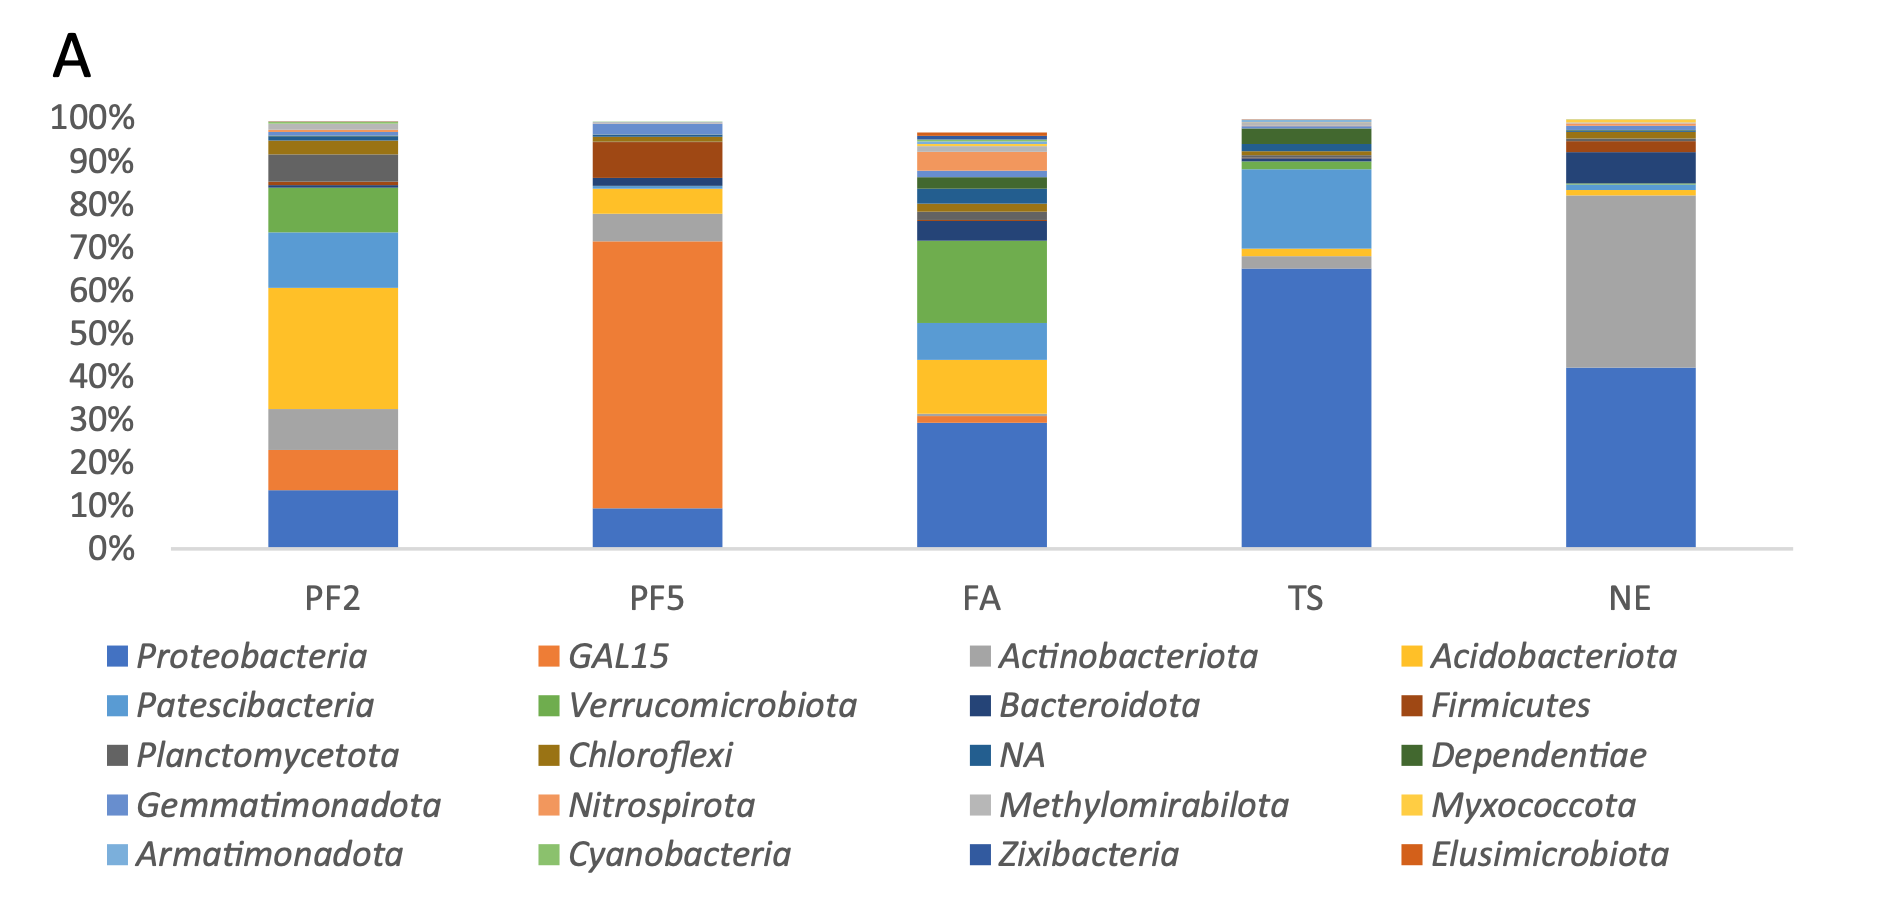 A
100%
90%
80%
70%
60%
50%
40%
30%
20%
10%
0%
PF2 PF5 FA TS NE
Proteobacteria GAL15 Actinobacteriota Acidobacteriota
Patescibacteria Verrucomicrobiota Bacteroidota Firmicutes
Planctomycetota Chloroflexi NA Dependentiae
Gemmatimonadota Nitrospirota Methylomirabilota Myxococcota
Armatimonadota Cyanobacteria Zixibacteria Elusimicrobiota